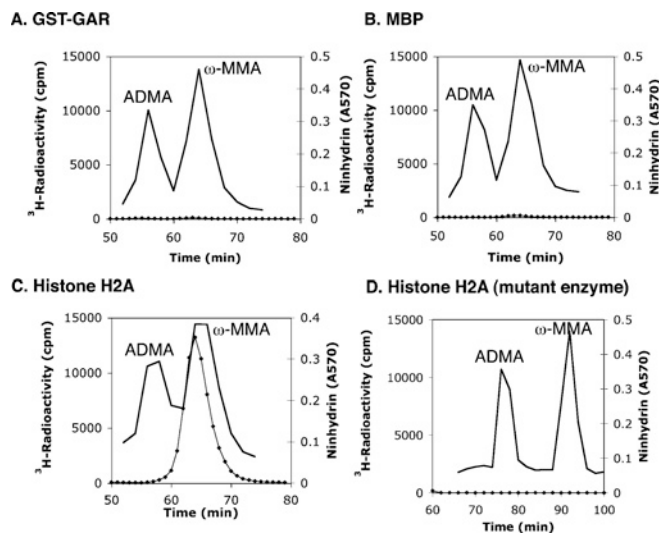 A. GST-GAR
³H-Radioactivity (cpm)
15000
10000
5000
0
ADMA
ω-MMA
0.5
0.4
0.3
0.2
0.1
0
Ninhydrin (A570)
50 60 70 80
Time (min)
B. MBP
³H-Radioactivity (cpm)
15000
10000
5000
0
ADMA
ω-MMA
0.5
0.4
0.3
0.2
0.1
0
Ninhydrin (A570)
50 60 70 80
Time (min)
C. Histone H2A
³H-Radioactivity (cpm)
15000
10000
5000
0
ADMA
ω-MMA
0.4
0.3
0.2
0.1
0
Ninhydrin (A570)
50 60 70 80
Time (min)
D. Histone H2A (mutant enzyme)
³H-Radioactivity (cpm)
15000
10000
5000
0
ADMA
ω-MMA
0.5
0.4
0.3
0.2
0.1
0
Ninhydrin (A570)
60 70 80 90 100
Time (min)